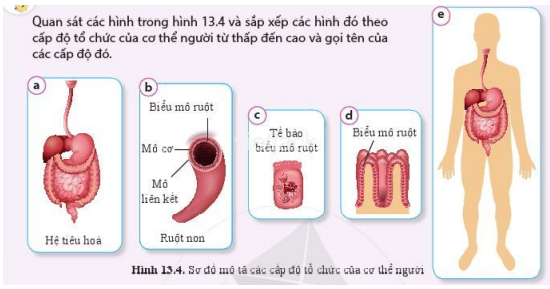 Quan sát các hình trong hình 13.4 và sắp xếp các hình đó theo
cấp độ tổ chức của cơ thể người từ thấp đến cao và gọi tên của
các cấp độ đó.
a
Hệ tiêu hoá
b
Biểu mô ruột
Mô cơ
Mô
liên kết
Ruột non
c
Tế bào
biểu mô ruột
d
Biểu mô ruột
e
Hình 13.4. Sơ đồ mô tả các cấp độ tổ chức của cơ thể người